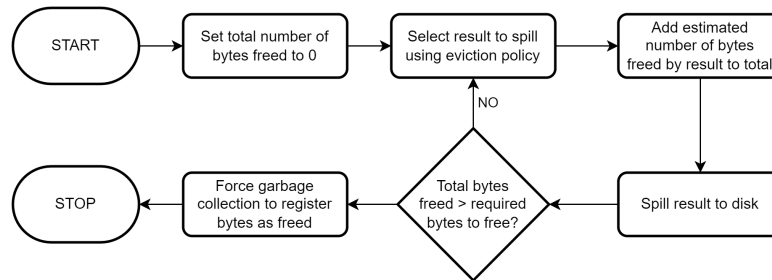 START
Set total number of
bytes freed to 0
Select result to spill
using eviction policy
Add estimated
number of bytes
freed by result to total
NO
STOP
Force garbage
collection to register
bytes as freed
Total bytes
freed > required
bytes to free?
Spill result to disk